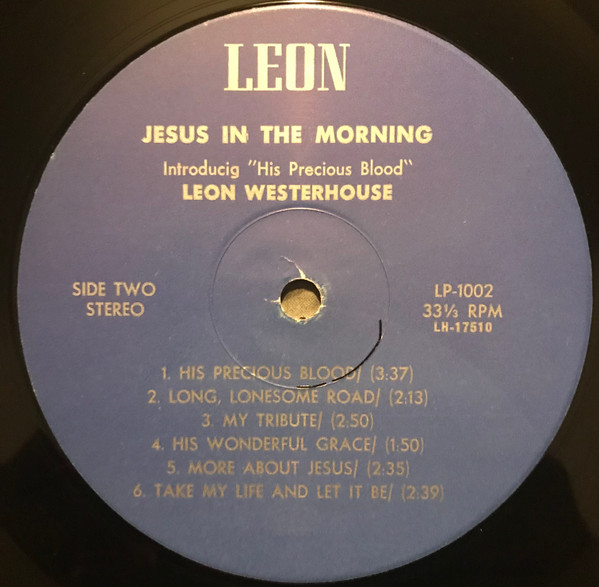 LEON
JESUS IN THE MORNING
Introducig "His Precious Blood"
LEON WESTERHOUSE
SIDE TWO
STEREO
LP-1002
33⅓ RPM
LH-17510
1. HIS PRECIOUS BLOOD/ (3:37)
2. LONG, LONESOME ROAD/ (2:13)
3. MY TRIBUTE/ (2:50)
4. HIS WONDERFUL GRACE/ (1:50)
5. MORE ABOUT JESUS/ (2:35)
6. TAKE MY LIFE AND LET IT BE/ (2:39)